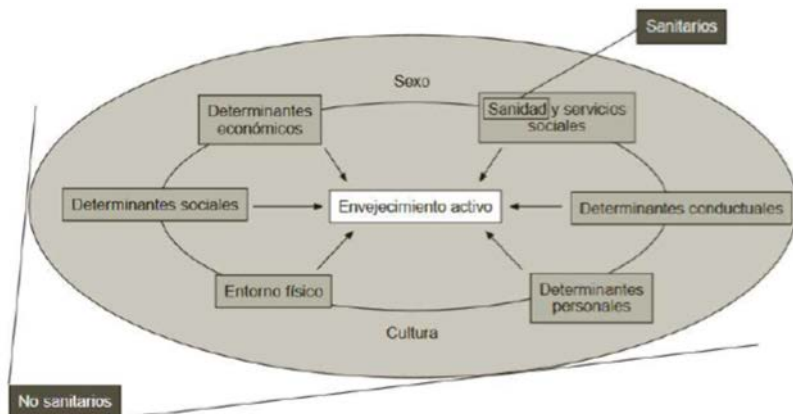 Sanitarios
Sexo
Determinantes
económicos
Sanidad y servicios
sociales
Determinantes sociales
Envejecimiento activo
Determinantes conductuales
Entorno físico
Determinantes
personales
Cultura
No sanitarios